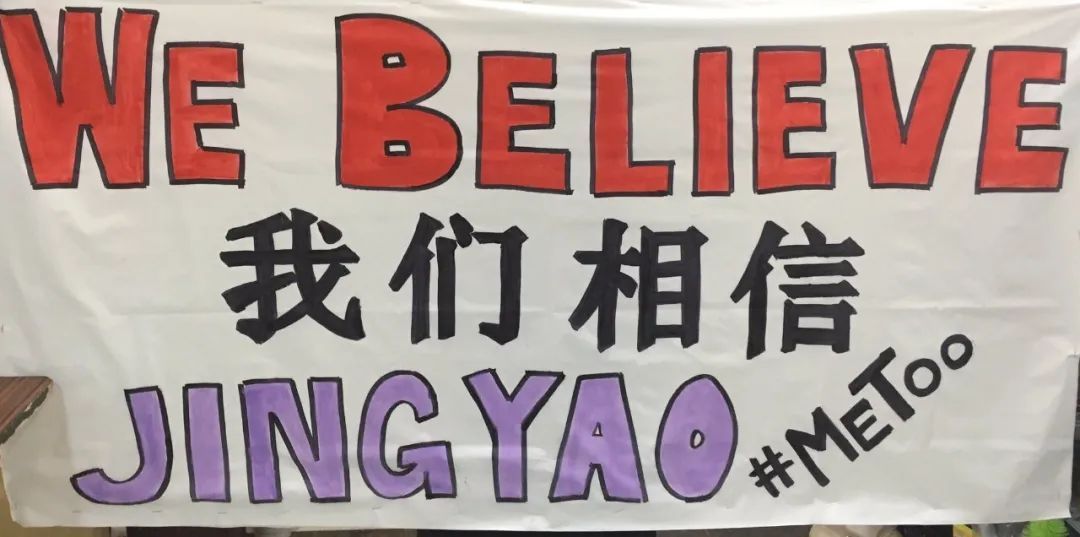 WE BELIEVE
我们相信
JINGYAO
#METOO